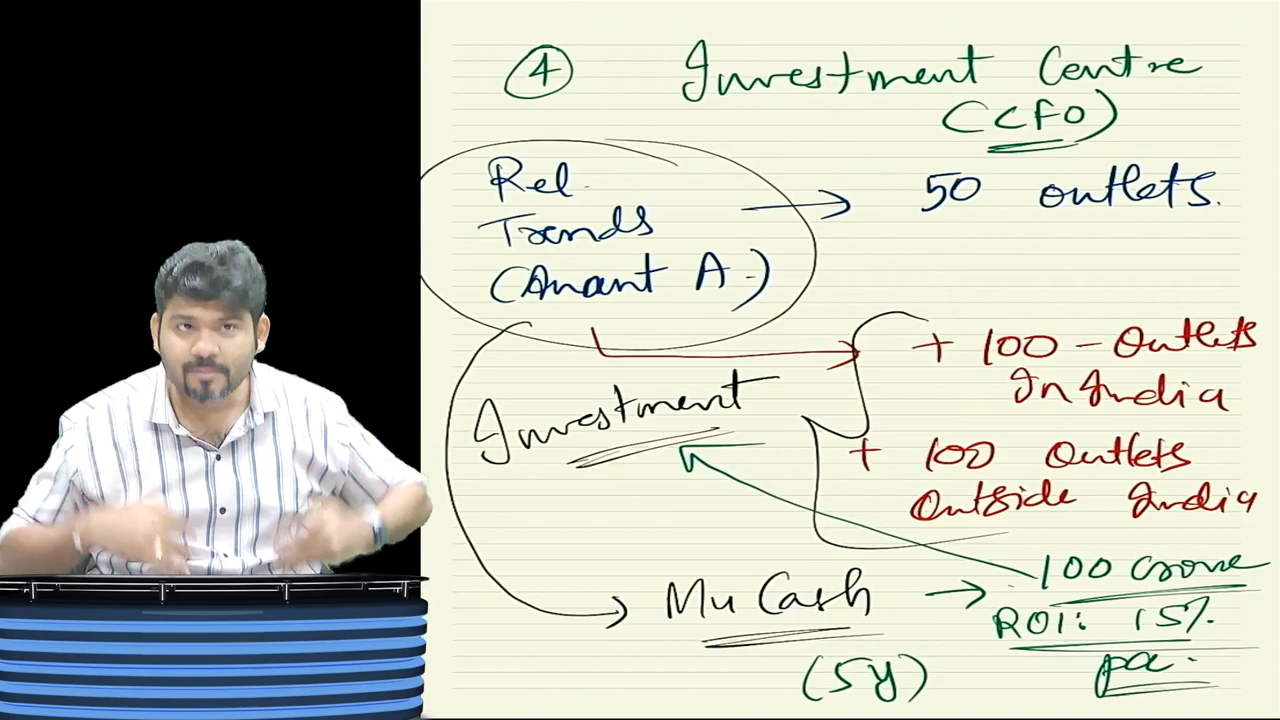 4 Investment Centre
(CFO)
Rel.
Trends → 50 outlets.
(Anant A.)
+ 100 - Outlets
In India
Investment
+ 100 Outlets
Outside India
Mu Cash → 100 crore
ROI: 15%
(5y) pa.